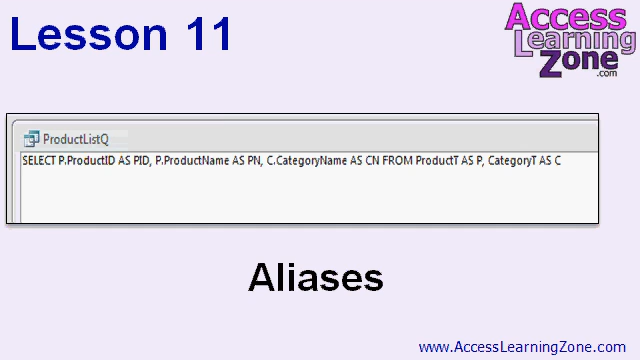 Lesson 11
Access
Learning
Zone
.com
ProductListQ
SELECT P.ProductID AS PID, P.ProductName AS PN, C.CategoryName AS CN FROM ProductT AS P, CategoryT AS C
Aliases
www.AccessLearningZone.com